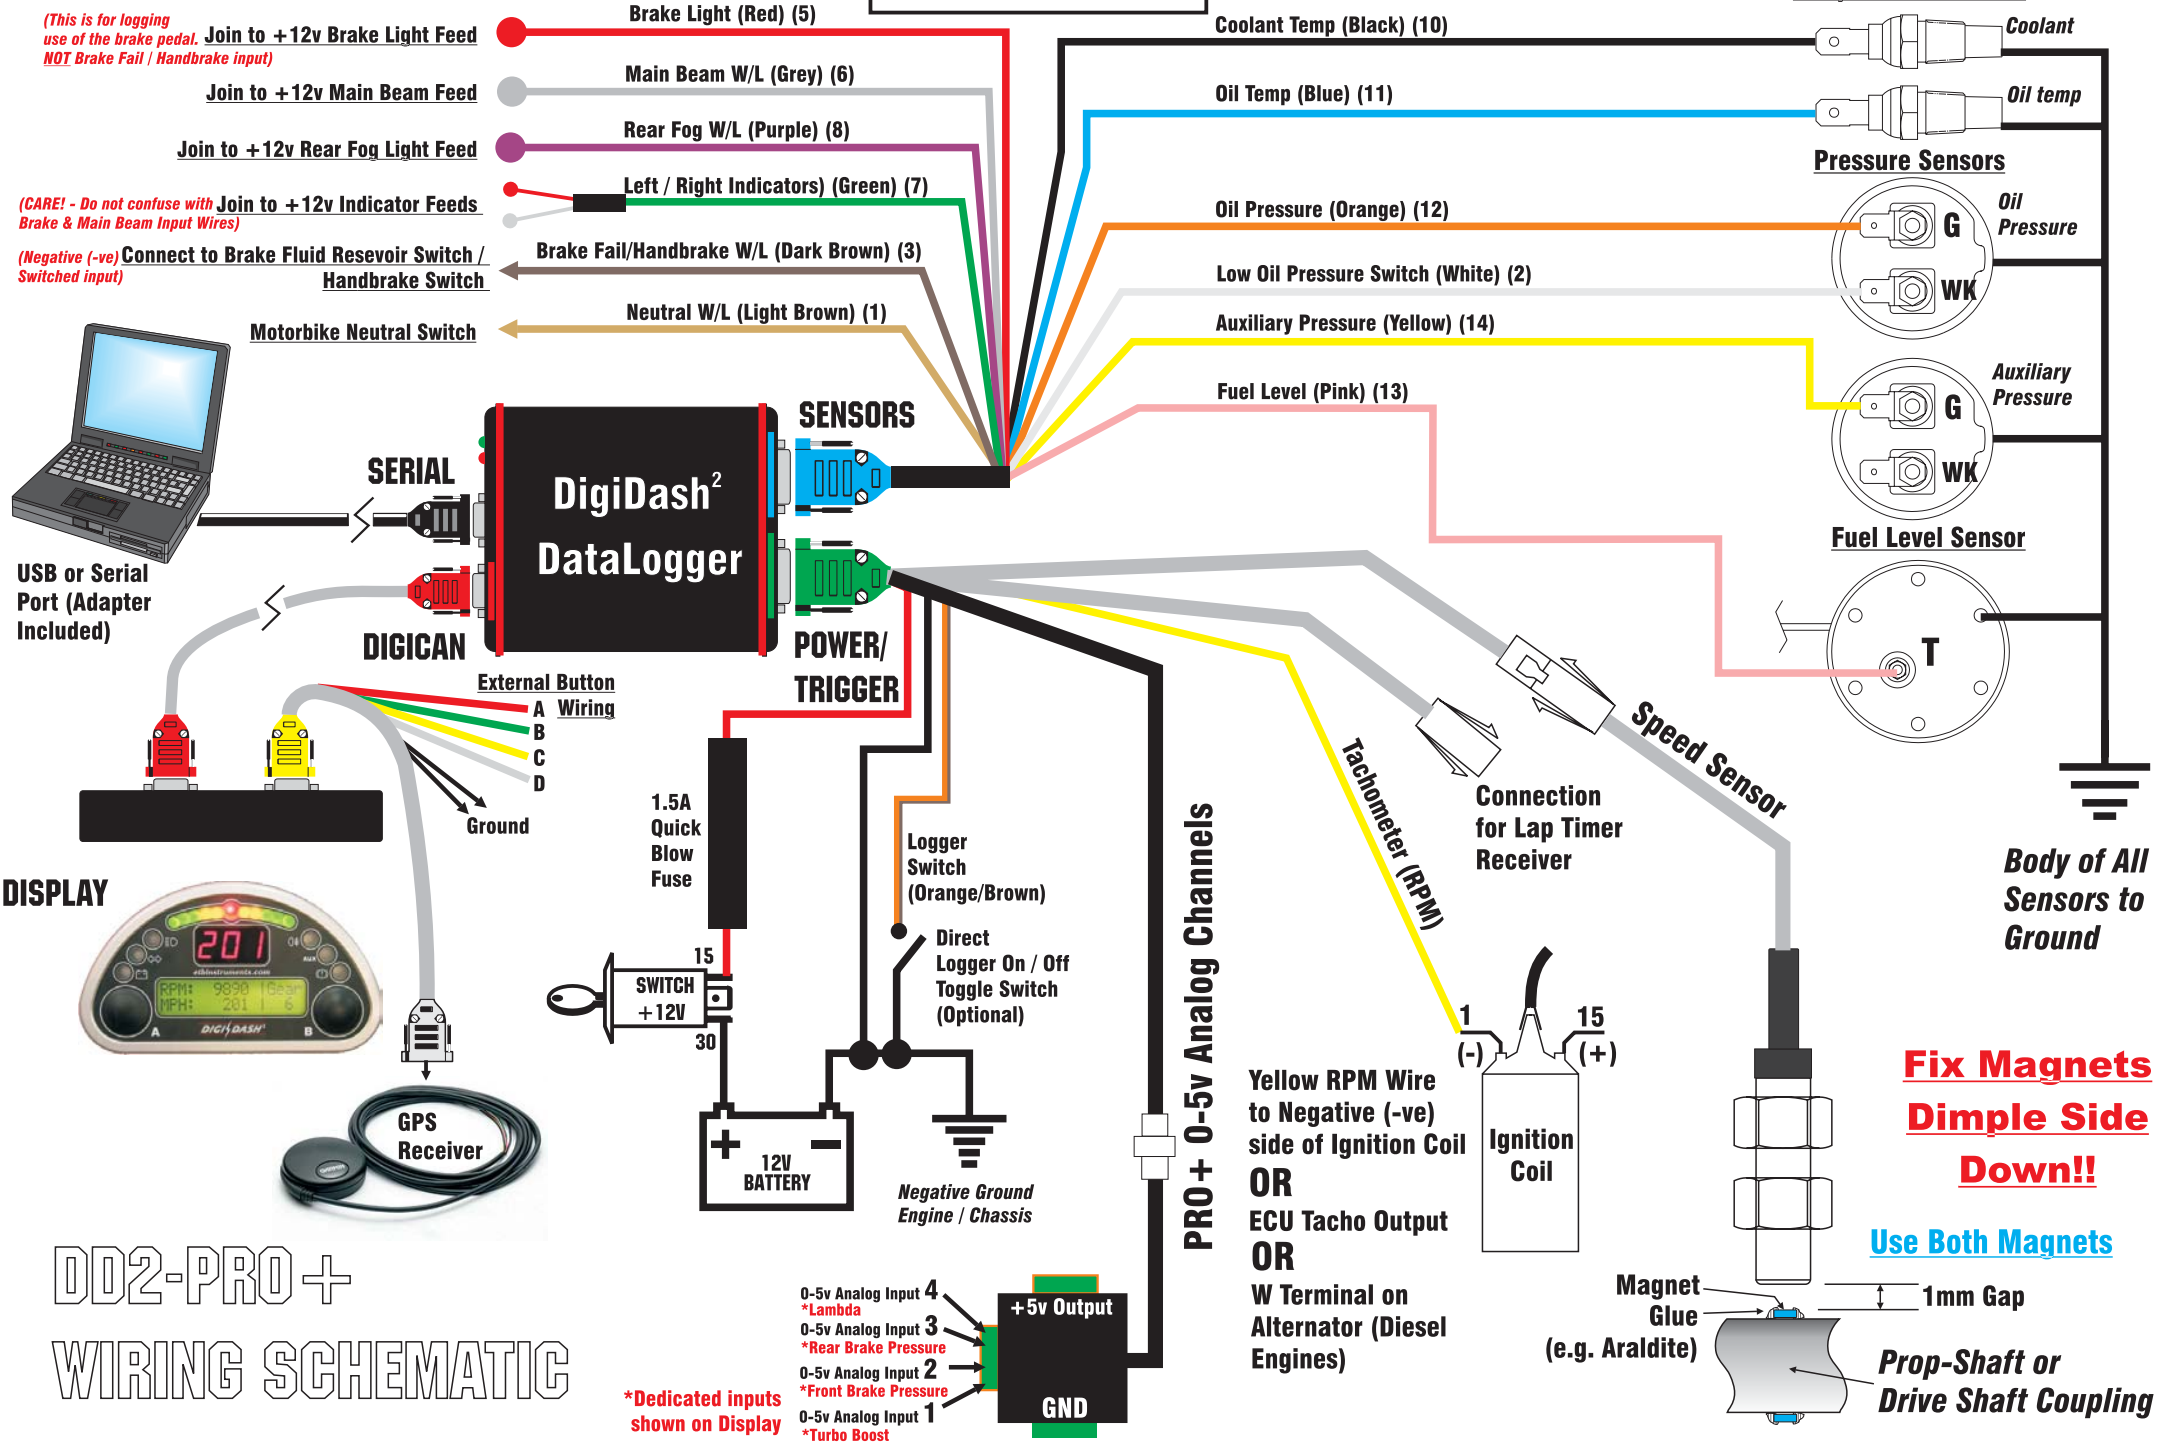 (This is for logging
use of the brake pedal. Join to +12v Brake Light Feed
NOT Brake Fail / Handbrake input)
Brake Light (Red) (5)
Join to +12v Main Beam Feed
Main Beam W/L (Grey) (6)
Join to +12v Rear Fog Light Feed
Rear Fog W/L (Purple) (8)
(CARE! - Do not confuse with Join to +12v Indicator Feeds
Brake & Main Beam Input Wires)
Left / Right Indicators) (Green) (7)
(Negative (-ve) Connect to Brake Fluid Resevoir Switch /
Switched input) Handbrake Switch
Brake Fail/Handbrake W/L (Dark Brown) (3)
Motorbike Neutral Switch
Neutral W/L (Light Brown) (1)
Coolant Temp (Black) (10)
Coolant
Oil Temp (Blue) (11)
Oil temp
Pressure Sensors
Oil Pressure (Orange) (12)
G
Oil
Pressure
Low Oil Pressure Switch (White) (2)
WK
Auxiliary Pressure (Yellow) (14)
Auxiliary
Pressure
G
WK
Fuel Level (Pink) (13)
Fuel Level Sensor
T
SENSORS
SERIAL
DigiDash2
DataLogger
USB or Serial
Port (Adapter
Included)
DIGICAN
POWER/
TRIGGER
External Button
Wiring
A
B
C
D
Ground
1.5A
Quick
Blow
Fuse
Logger
Switch
(Orange/Brown)
Direct
Logger On / Off
Toggle Switch
(Optional)
15
SWITCH
+12V
30
+ −
12V
BATTERY
Negative Ground
Engine / Chassis
DISPLAY
201
etbinstruments.com
RPM: 9890 |Gear
MPH: 201 | 6
A
DIGIDASH2
B
AUX
GPS
Receiver
GARMIN
PRO+ 0-5v Analog Channels
Tachometer (RPM)
Connection
for Lap Timer
Receiver
Speed Sensor
Body of All
Sensors to
Ground
1
(-)
15
(+)
Ignition
Coil
Yellow RPM Wire
to Negative (-ve)
side of Ignition Coil
OR
ECU Tacho Output
OR
W Terminal on
Alternator (Diesel
Engines)
Fix Magnets
Dimple Side
Down!!
Use Both Magnets
Magnet
Glue
(e.g. Araldite)
1mm Gap
Prop-Shaft or
Drive Shaft Coupling
DD2-PRO+
WIRING SCHEMATIC
*Dedicated inputs
shown on Display
0-5v Analog Input 4
*Lambda
0-5v Analog Input 3
*Rear Brake Pressure
0-5v Analog Input 2
*Front Brake Pressure
0-5v Analog Input 1
*Turbo Boost
+5v Output
GND